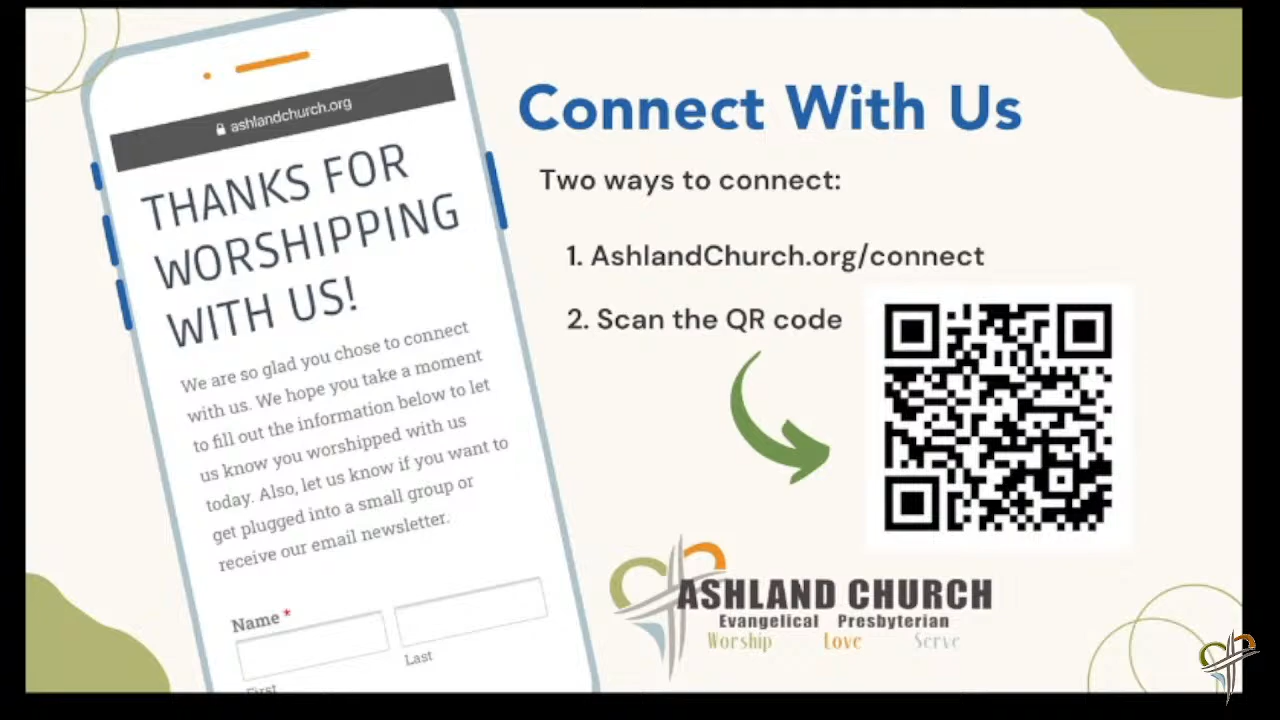 ashlandchurch.org
THANKS FOR
WORSHIPPING
WITH US!
We are so glad you chose to connect
with us. We hope you take a moment
to fill out the information below to let
us know you worshipped with us
today. Also, let us know if you want to
get plugged into a small group or
receive our email newsletter.
Name *
First
Last
Connect With Us
Two ways to connect:
1. AshlandChurch.org/connect
2. Scan the QR code
ASHLAND CHURCH
Evangelical Presbyterian
Worship Love Serve